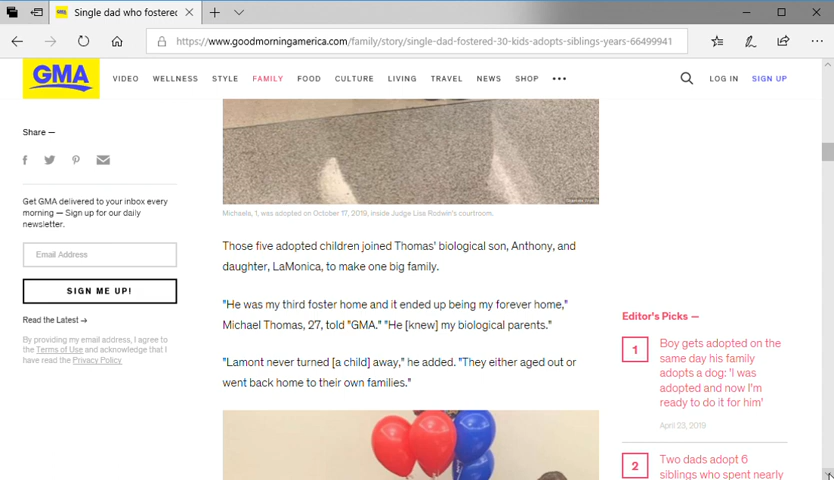 Single dad who fostered
https://www.goodmorningamerica.com/family/story/single-dad-fostered-30-kids-adopts-siblings-years-66499941
GMA
VIDEO WELLNESS STYLE FAMILY FOOD CULTURE LIVING TRAVEL NEWS SHOP ••• LOG IN SIGN UP
Share —
Get GMA delivered to your inbox every
morning — Sign up for our daily
newsletter.
Email Address
SIGN ME UP!
Read the Latest →
By providing my email address, I agree to
the Terms of Use and acknowledge that I
have read the Privacy Policy
Michaela, 1, was adopted on October 17, 2019, inside Judge Lisa Rodwin's courtroom.
Those five adopted children joined Thomas' biological son, Anthony, and
daughter, LaMonica, to make one big family.
"He was my third foster home and it ended up being my forever home,"
Michael Thomas, 27, told "GMA." "He [knew] my biological parents."
"Lamont never turned [a child] away," he added. "They either aged out or
went back home to their own families."
Editor's Picks —
1
Boy gets adopted on the
same day his family
adopts a dog: 'I was
adopted and now I'm
ready to do it for him'
April 23, 2019
2
Two dads adopt 6
siblings who spent nearly